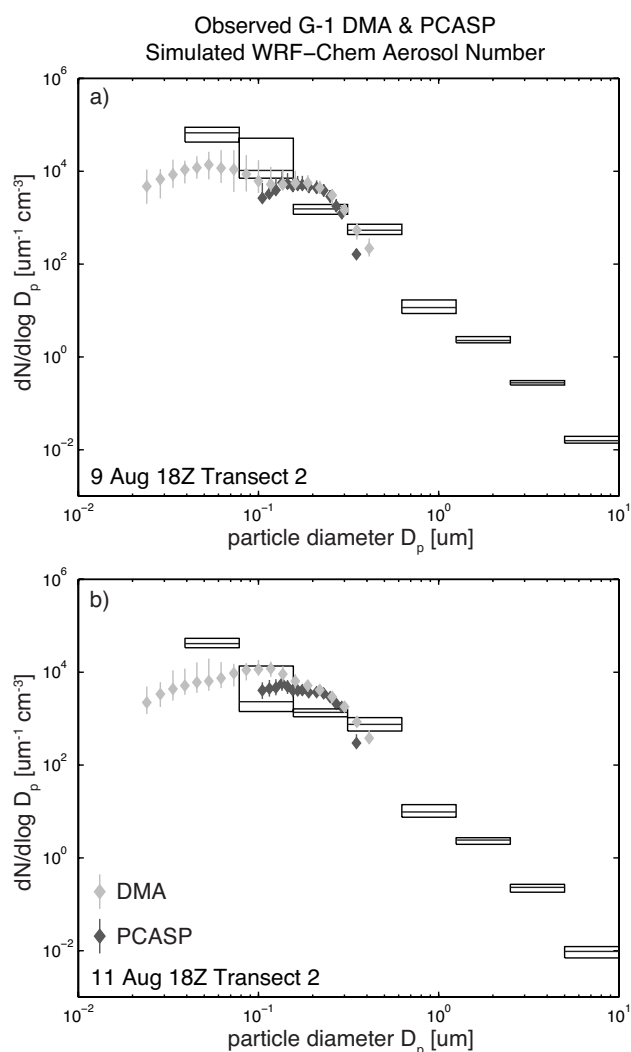 Observed G-1 DMA & PCASP
Simulated WRF−Chem Aerosol Number
a)
10^6
10^4
10^2
10^0
10^−2
dN/dlog D_p [um^-1 cm^-3]
9 Aug 18Z Transect 2
10^−2 10^−1 10^0 10^1
particle diameter D_p [um]
b)
10^6
10^4
10^2
10^0
10^−2
dN/dlog D_p [um^-1 cm^-3]
DMA
PCASP
11 Aug 18Z Transect 2
10^−2 10^−1 10^0 10^1
particle diameter D_p [um]